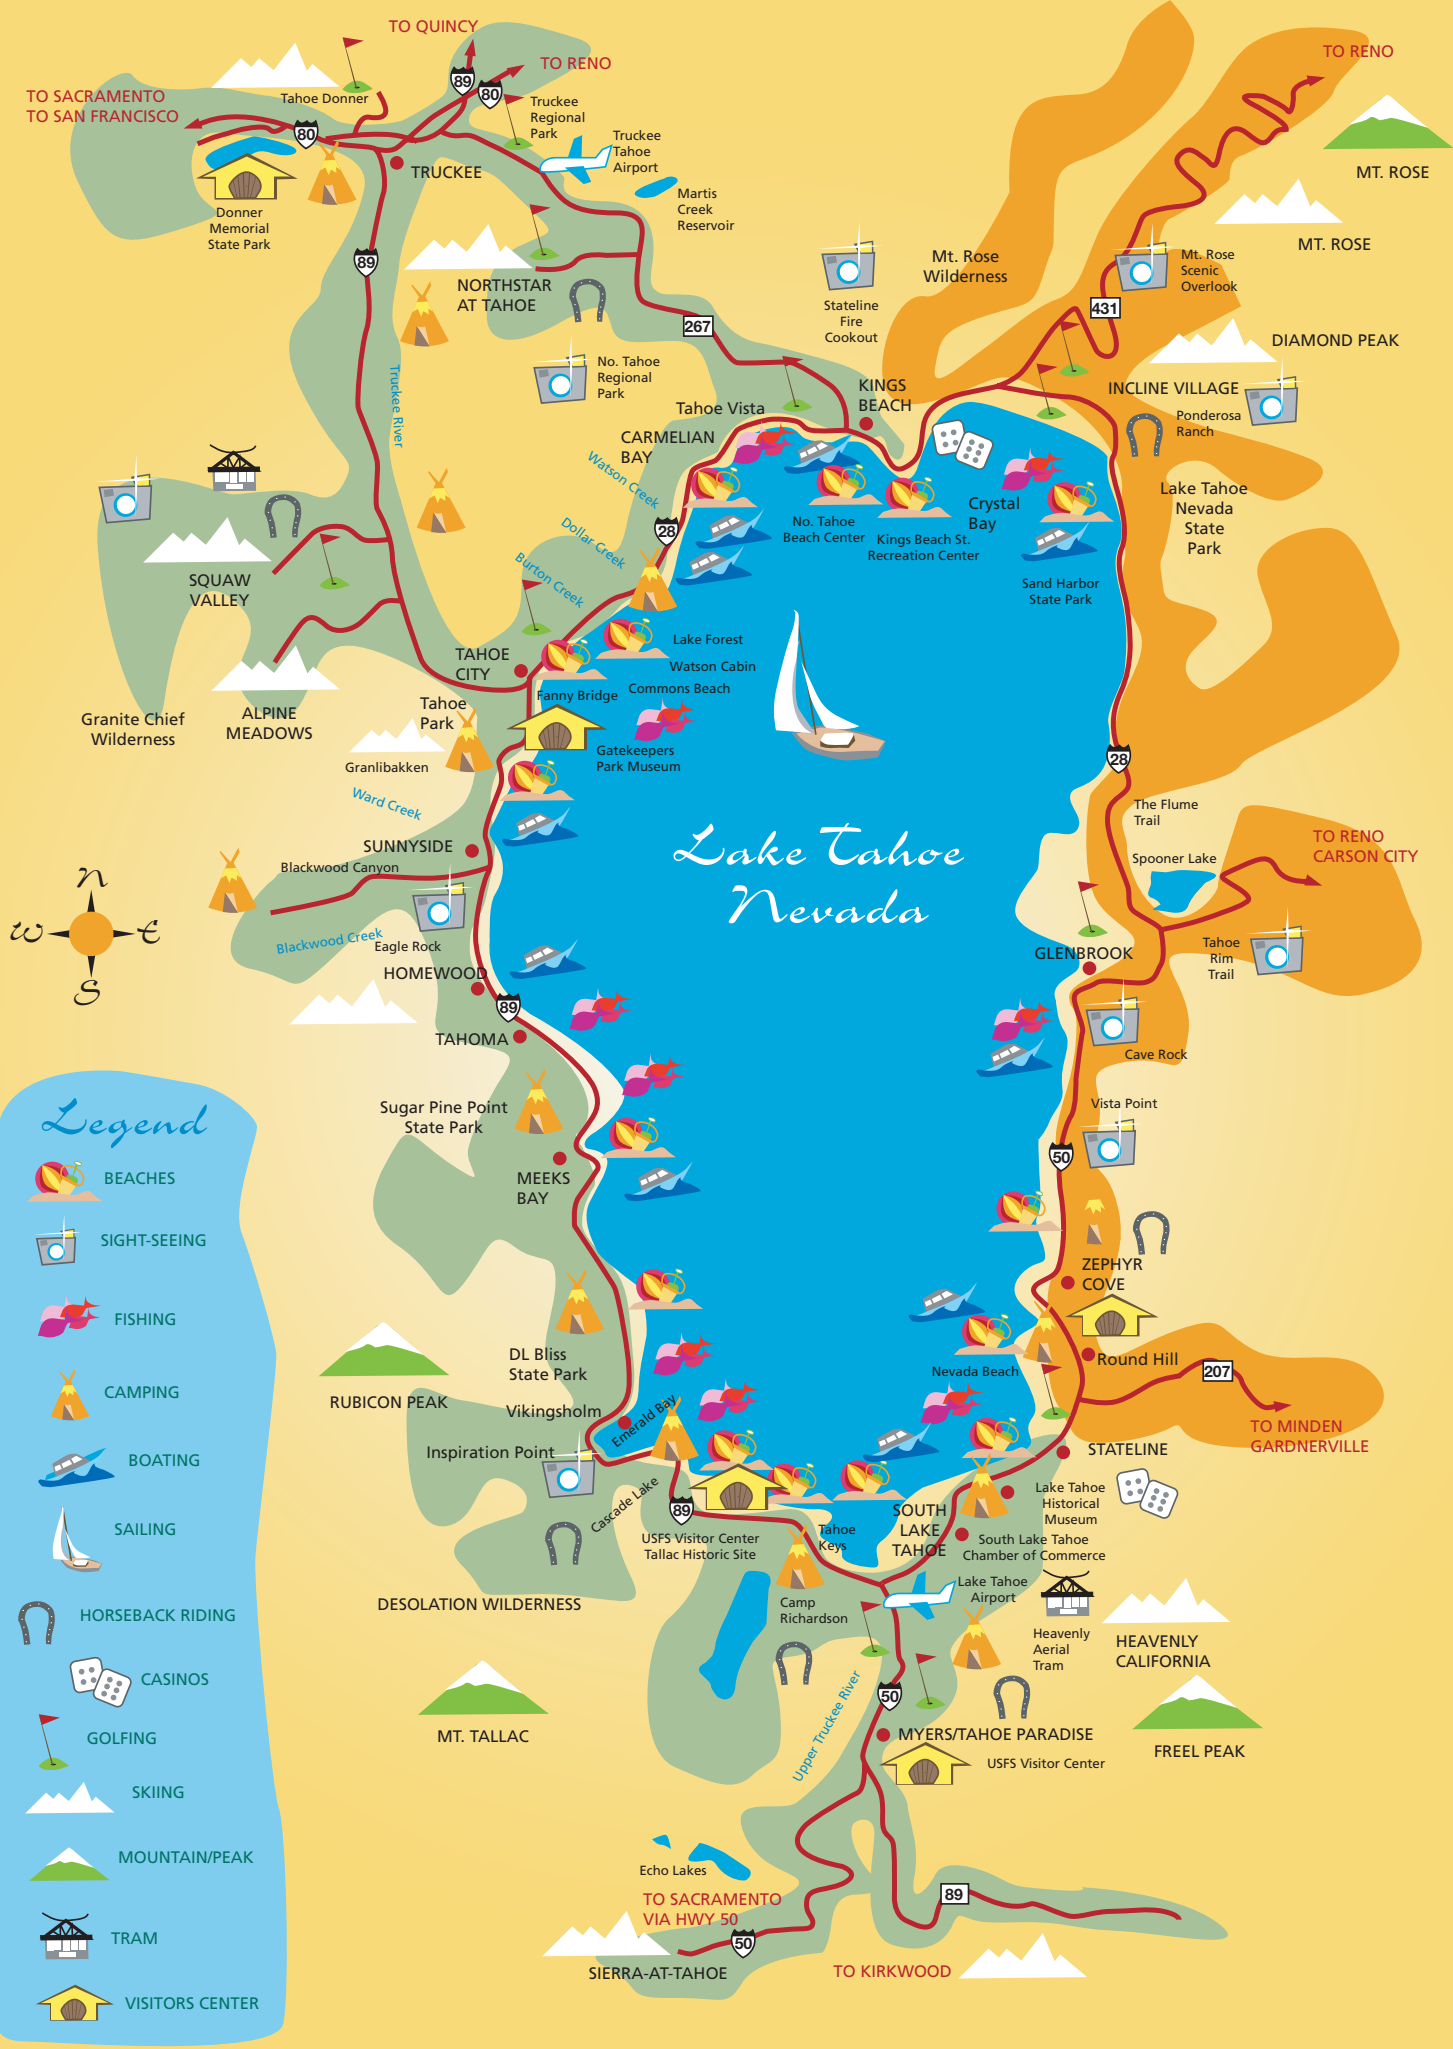 TO QUINCY
TO RENO
TO SACRAMENTO
TO SAN FRANCISCO
Tahoe Donner
89
80
80
Truckee
Regional
Park
Truckee
Tahoe
Airport
TRUCKEE
Martis
Creek
Reservoir
Donner
Memorial
State Park
89
NORTHSTAR
AT TAHOE
267
TO RENO
MT. ROSE
MT. ROSE
Mt. Rose
Wilderness
Mt. Rose
Scenic
Overlook
431
Stateline
Fire
Cookout
DIAMOND PEAK
INCLINE VILLAGE
Ponderosa
Ranch
KINGS
BEACH
No. Tahoe
Regional
Park
Truckee River
Tahoe Vista
CARMELIAN
BAY
Watson Creek
Dollar Creek
Burton Creek
28
No. Tahoe
Beach Center
Kings Beach St.
Recreation Center
Crystal
Bay
Sand Harbor
State Park
Lake Tahoe
Nevada
State
Park
SQUAW
VALLEY
Lake Forest
Watson Cabin
Commons Beach
TAHOE
CITY
Fanny Bridge
Tahoe
Park
Gatekeepers
Park Museum
Granite Chief
Wilderness
ALPINE
MEADOWS
Granlibakken
Ward Creek
28
The Flume
Trail
Spooner Lake
TO RENO
CARSON CITY
SUNNYSIDE
Blackwood Canyon
Lake Tahoe
Nevada
N
W
E
S
Blackwood Creek
Eagle Rock
HOMEWOOD
89
TAHOMA
GLENBROOK
Tahoe
Rim
Trail
Cave Rock
Vista Point
50
Sugar Pine Point
State Park
MEEKS
BAY
ZEPHYR
COVE
Round Hill
207
TO MINDEN
GARDNERVILLE
Nevada Beach
STATELINE
Legend
BEACHES
SIGHT-SEEING
FISHING
CAMPING
BOATING
SAILING
HORSEBACK RIDING
CASINOS
GOLFING
SKIING
MOUNTAIN/PEAK
TRAM
VISITORS CENTER
RUBICON PEAK
DL Bliss
State Park
Vikingsholm
Emerald Bay
Inspiration Point
Cascade Lake
89
USFS Visitor Center
Tallac Historic Site
Tahoe
Keys
SOUTH
LAKE
TAHOE
Lake Tahoe
Historical
Museum
South Lake Tahoe
Chamber of Commerce
DESOLATION WILDERNESS
Camp
Richardson
Lake Tahoe
Airport
Heavenly
Aerial
Tram
HEAVENLY
CALIFORNIA
MT. TALLAC
Upper Truckee River
50
MYERS/TAHOE PARADISE
USFS Visitor Center
FREEL PEAK
Echo Lakes
TO SACRAMENTO
VIA HWY 50
89
50
SIERRA-AT-TAHOE
TO KIRKWOOD